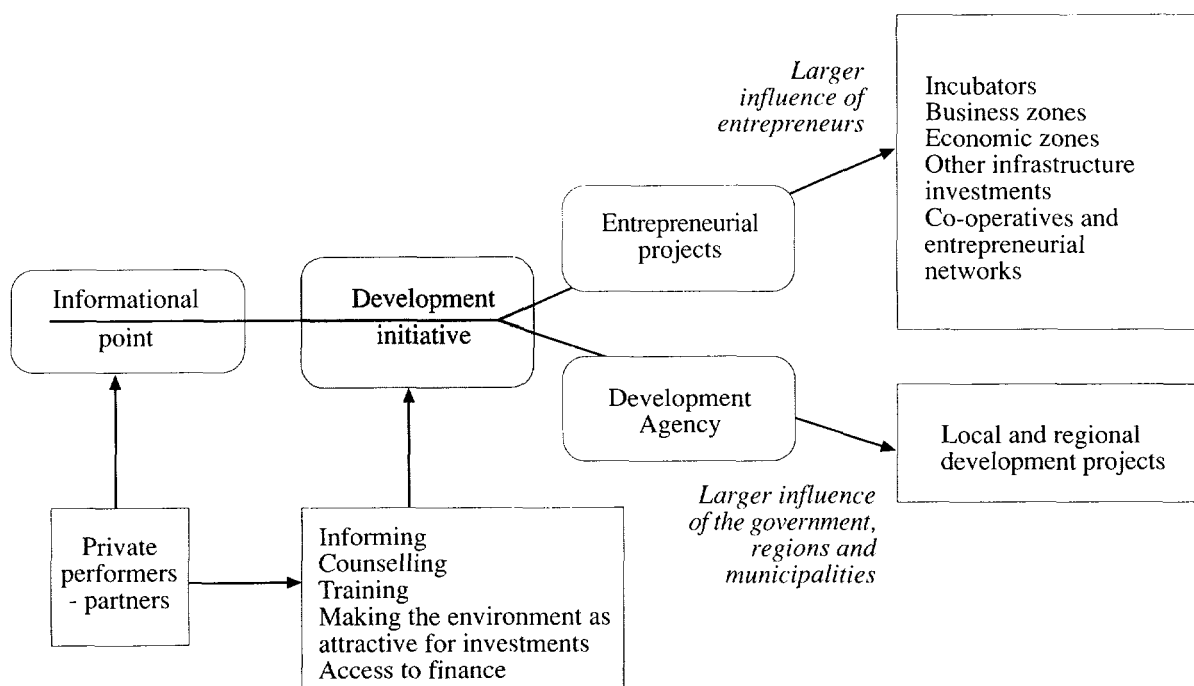 Larger
influence of
entrepreneurs
Incubators
Business zones
Economic zones
Other infrastructure
investments
Co-operatives and
entrepreneurial
networks
Entrepreneurial
projects
Informational
point
Development
initiative
Development
Agency
Local and regional
development projects
Larger influence
of the government,
regions and
municipalities
Private
performers
- partners
Informing
Counselling
Training
Making the environment as
attractive for investments
Access to finance